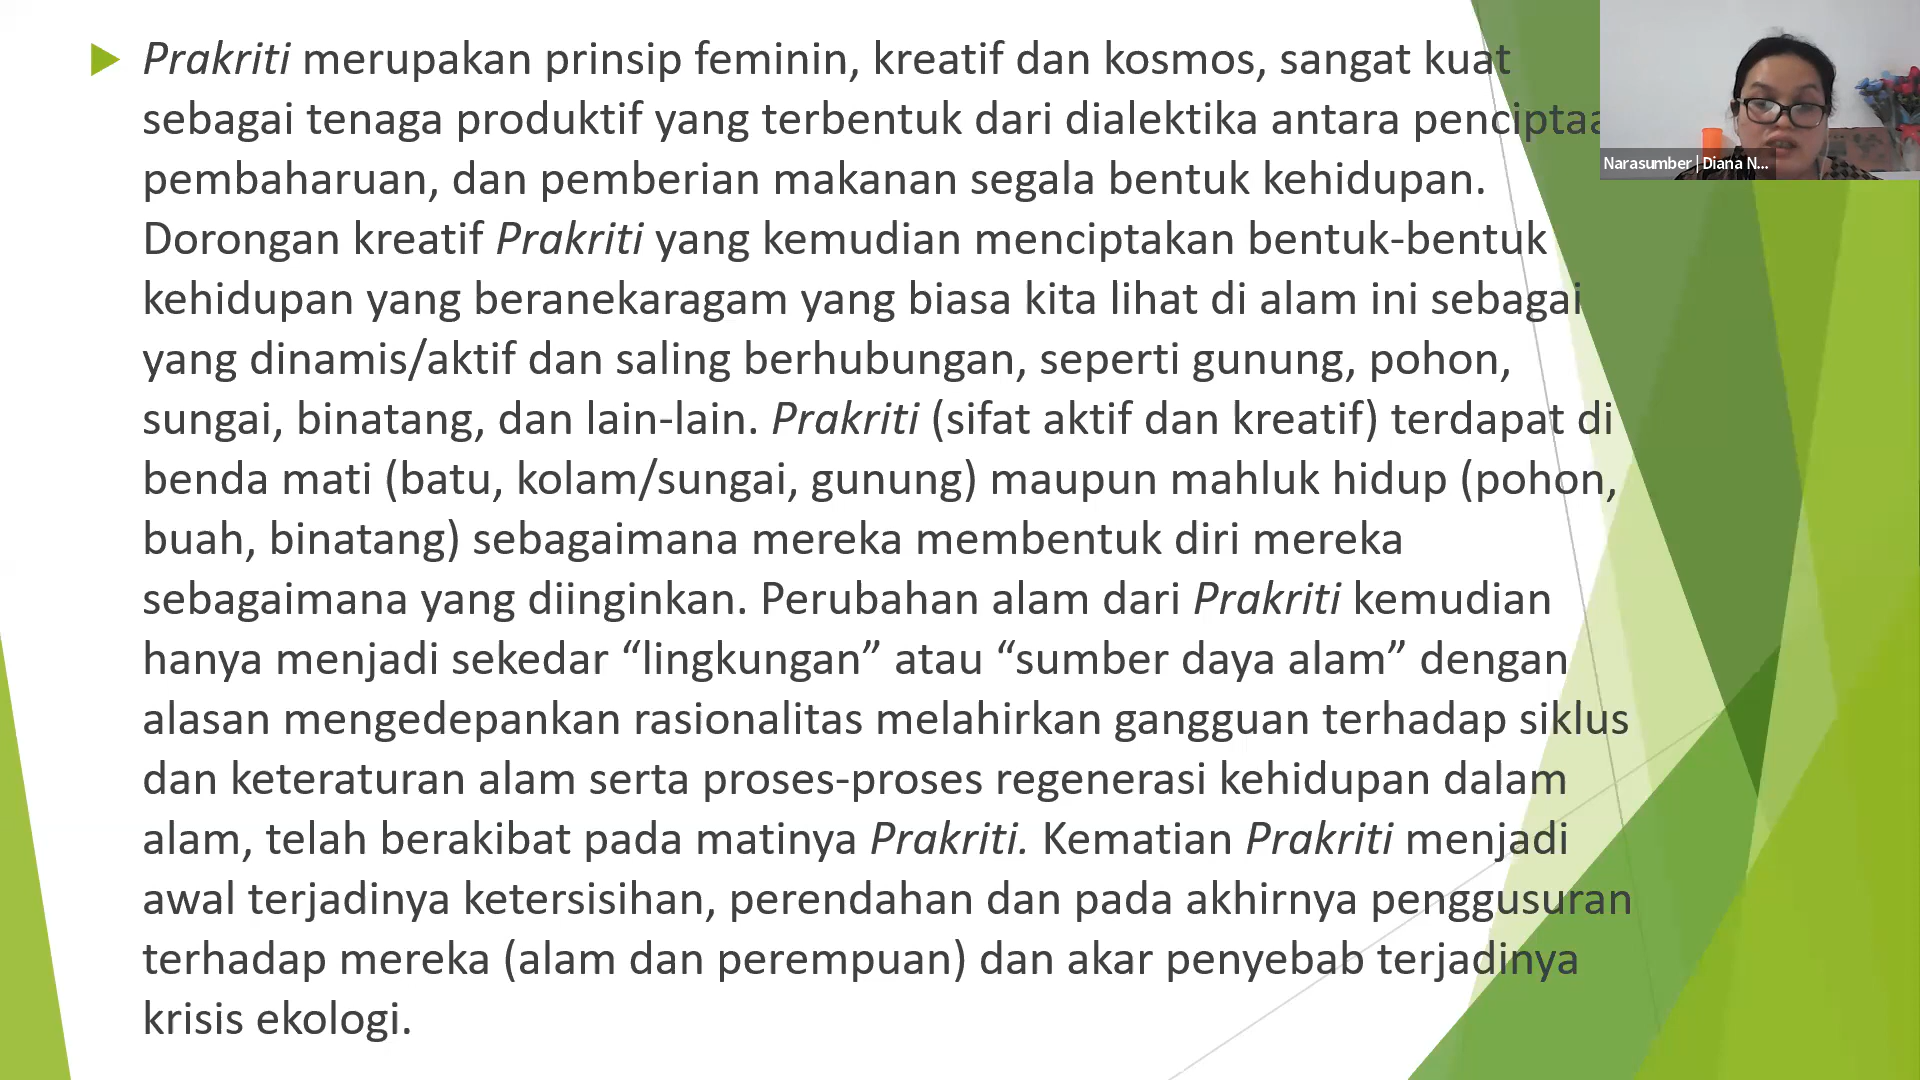 Prakriti merupakan prinsip feminin, kreatif dan kosmos, sangat kuat
sebagai tenaga produktif yang terbentuk dari dialektika antara
pembaharuan, dan pemberian makanan segala bentuk kehidupan.
Dorongan kreatif Prakriti yang kemudian menciptakan bentuk-bentuk
kehidupan yang beranekaragam yang biasa kita lihat di alam ini sebagai
yang dinamis/aktif dan saling berhubungan, seperti gunung, pohon,
sungai, binatang, dan lain-lain. Prakriti (sifat aktif dan kreatif) terdapat di
benda mati (batu, kolam/sungai, gunung) maupun mahluk hidup (pohon,
buah, binatang) sebagaimana mereka membentuk diri mereka
sebagaimana yang diinginkan. Perubahan alam dari Prakriti kemudian
hanya menjadi sekedar “lingkungan” atau “sumber daya alam” dengan
alasan mengedepankan rasionalitas melahirkan gangguan terhadap siklus
dan keteraturan alam serta proses-proses regenerasi kehidupan dalam
alam, telah berakibat pada matinya Prakriti. Kematian Prakriti menjadi
awal terjadinya ketersisihan, perendahan dan pada akhirnya penggusuran
terhadap mereka (alam dan perempuan) dan akar penyebab terjadinya
krisis ekologi.
Narasumber | Diana N...